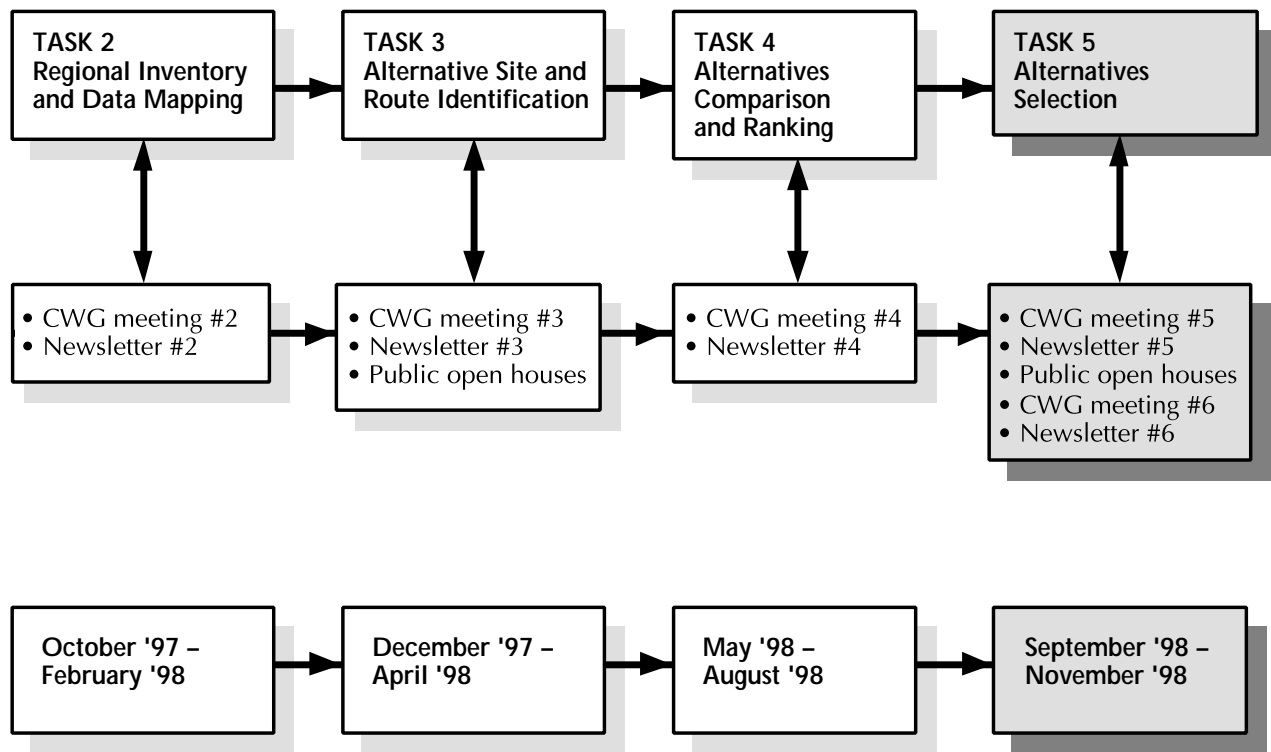 TASK 2
Regional Inventory
and Data Mapping
TASK 3
Alternative Site and
Route Identification
TASK 4
Alternatives
Comparison
and Ranking
TASK 5
Alternatives
Selection
• CWG meeting #2
• Newsletter #2
• CWG meeting #3
• Newsletter #3
• Public open houses
• CWG meeting #4
• Newsletter #4
• CWG meeting #5
• Newsletter #5
• Public open houses
• CWG meeting #6
• Newsletter #6
October '97 –
February '98
December '97 –
April '98
May '98 –
August '98
September '98 –
November '98